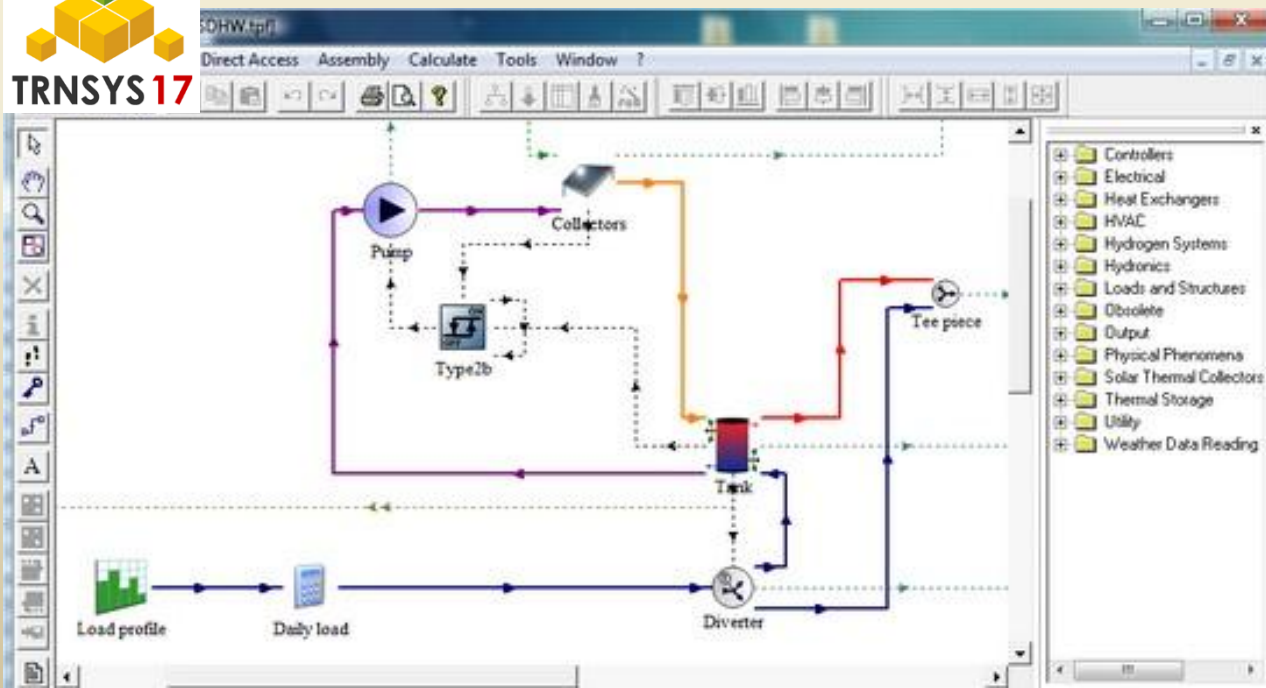 SDHW.tpf]
TRNSYS 17
Direct Access Assembly Calculate Tools Window ?
Controllers
Electrical
Heat Exchangers
HVAC
Hydrogen Systems
Hydronics
Loads and Structures
Obsolete
Output
Physical Phenomena
Solar Thermal Collectors
Thermal Storage
Utility
Weather Data Reading
Collectors
Pump
Type2b
ON
OFF
Tee piece
Tank
Load profile
Daily load
Diverter
A